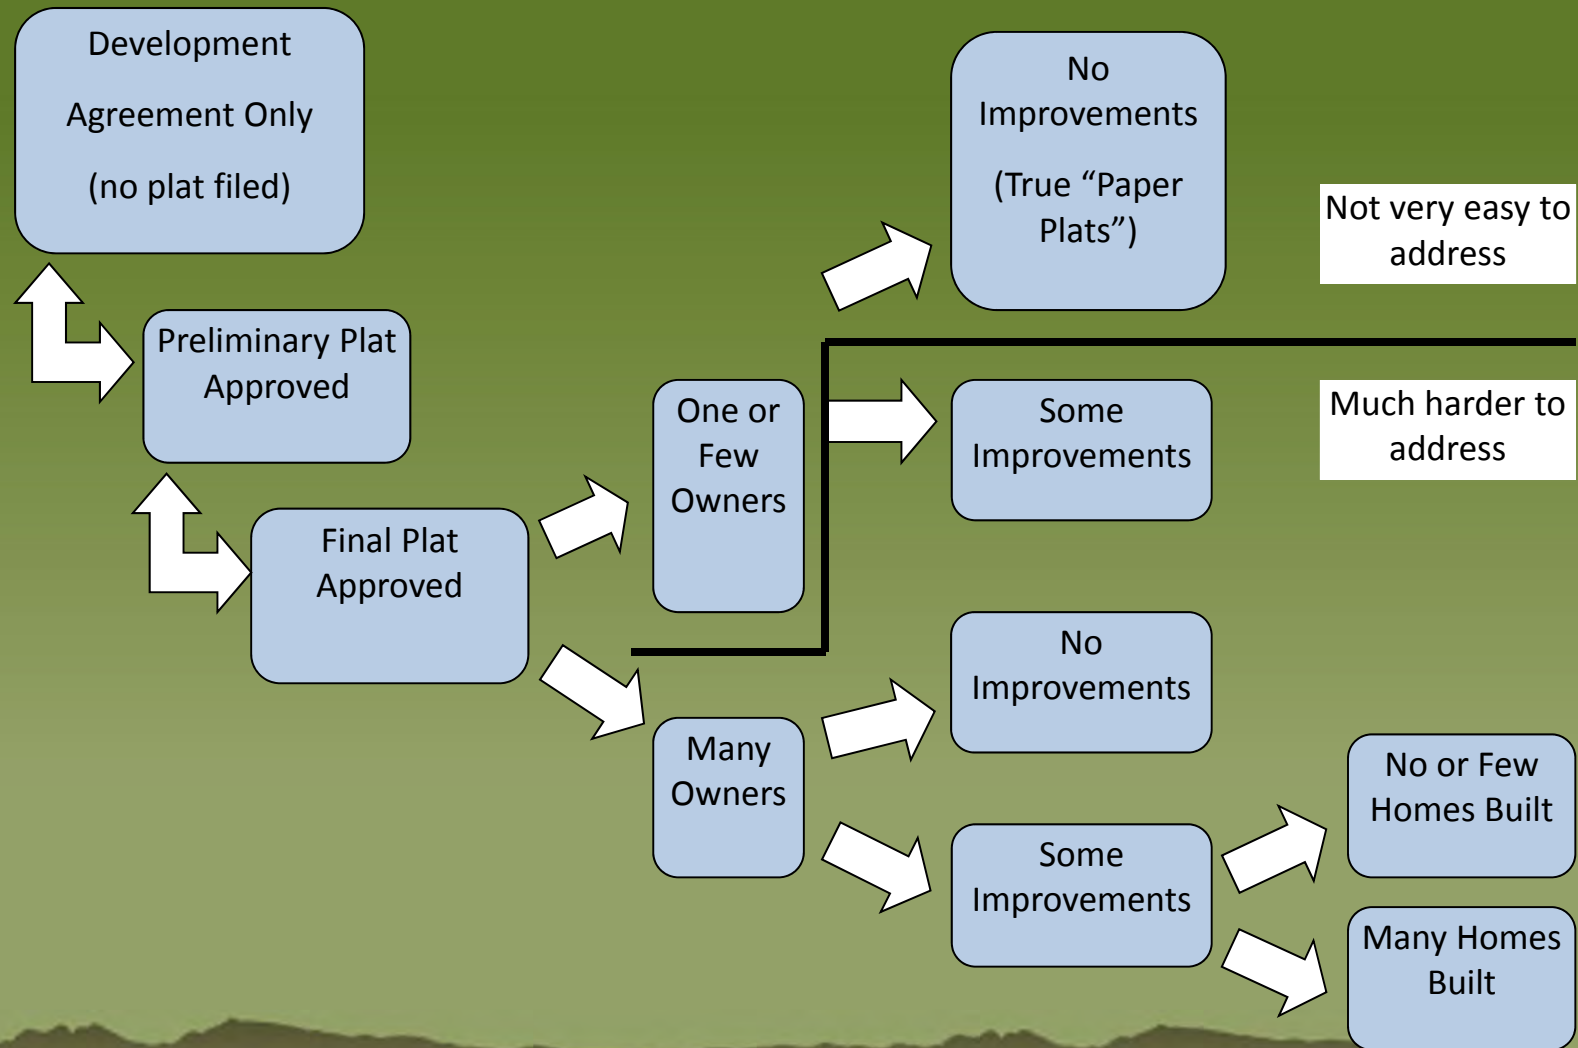 Development
Agreement Only
(no plat filed)
Preliminary Plat
Approved
Final Plat
Approved
One or
Few
Owners
Many
Owners
No
Improvements
(True “Paper
Plats”)
Some
Improvements
No
Improvements
Some
Improvements
Not very easy to
address
Much harder to
address
No or Few
Homes Built
Many Homes
Built